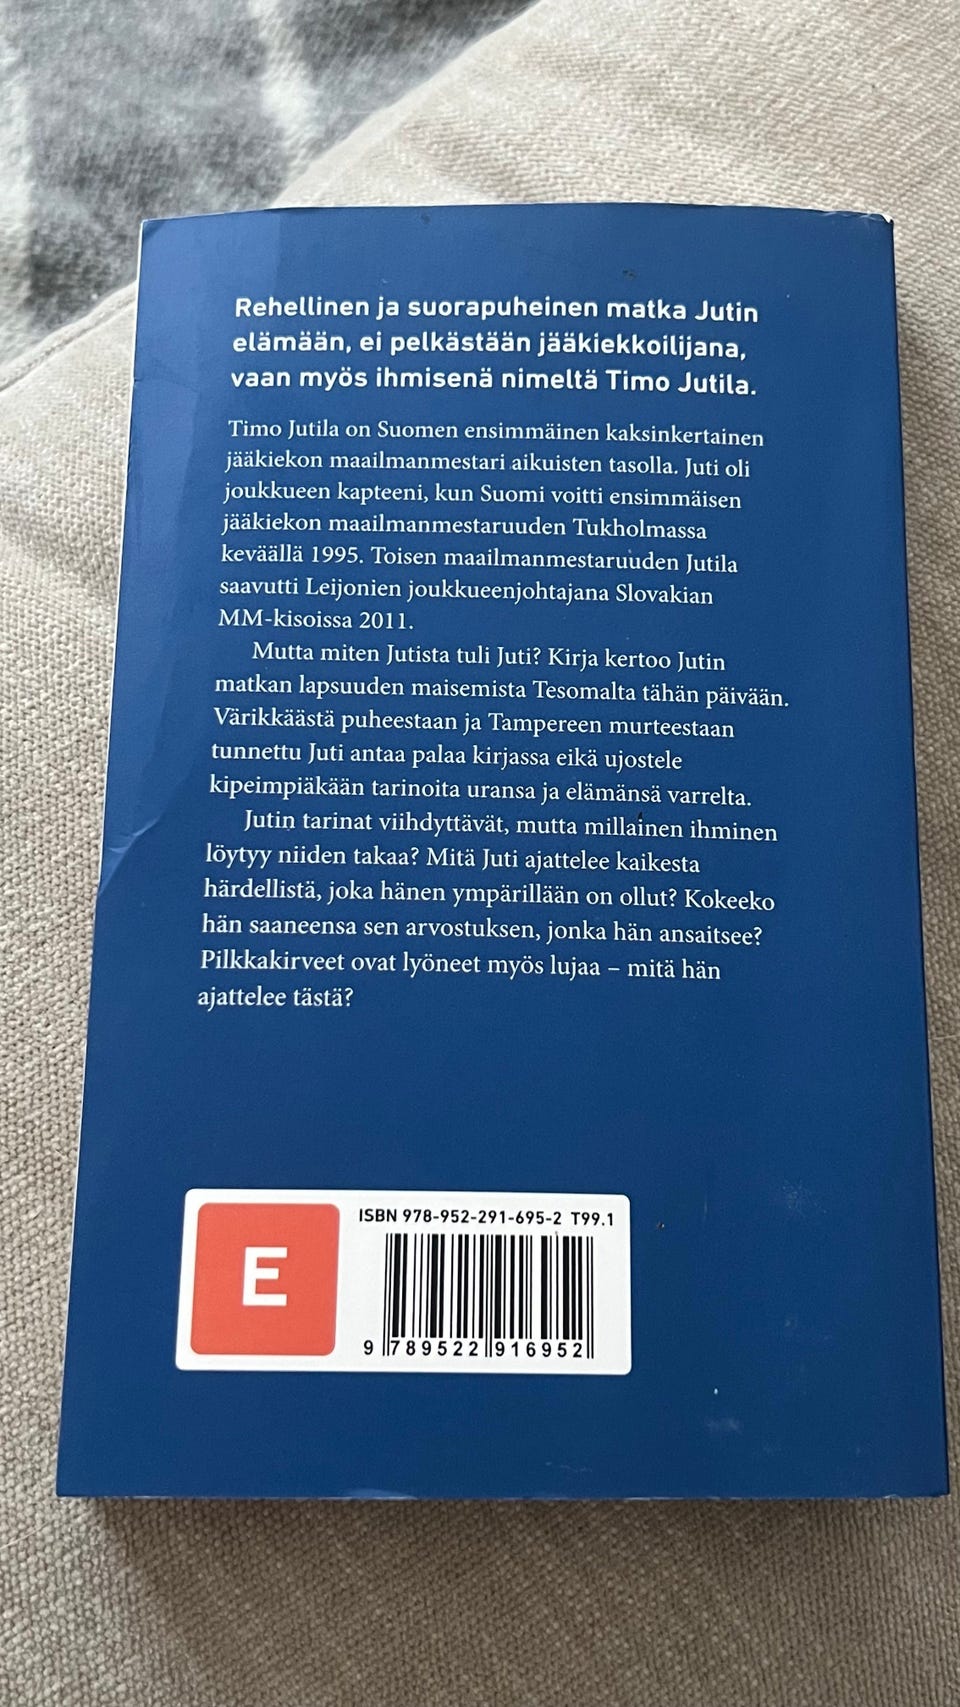 Rehellinen ja suorapuheinen matka Jutin
elämään, ei pelkästään jääkiekkoilijana,
vaan myös ihmisenä nimeltä Timo Jutila.
Timo Jutila on Suomen ensimmäinen kaksinkertainen
jääkiekon maailmanmestari aikuisten tasolla. Juti oli
joukkueen kapteeni, kun Suomi voitti ensimmäisen
jääkiekon maailmanmestaruuden Tukholmassa
keväällä 1995. Toisen maailmanmestaruuden Jutila
saavutti Leijonien joukkueenjohtajana Slovakian
MM-kisoissa 2011.
Mutta miten Jutista tuli Juti? Kirja kertoo Jutin
matkan lapsuuden maisemista Tesomalta tähän päivään.
Värikkäästä puheestaan ja Tampereen murteestaan
tunnettu Juti antaa palaa kirjassa eikä ujostele
kipeimpiäkään tarinoita uransa ja elämänsä varrelta.
Jutin tarinat viihdyttävät, mutta millainen ihminen
löytyy niiden takaa? Mitä Juti ajattelee kaikesta
härdellistä, joka hänen ympärillään on ollut? Kokeeko
hän saaneensa sen arvostuksen, jonka hän ansaitsee?
Pilkkakirveet ovat lyöneet myös lujaa – mitä hän
ajattelee tästä?
ISBN 978-952-291-695-2 T99.1
E
9 789522 916952